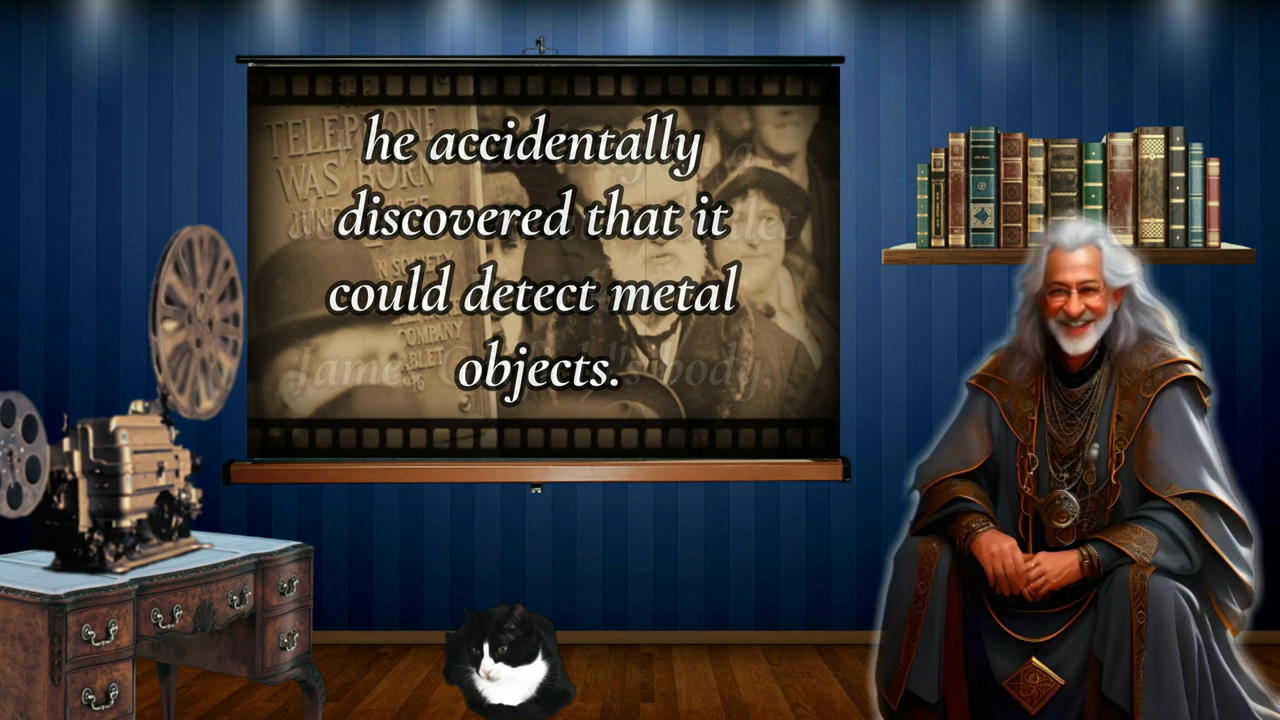 he accidentally
discovered that it
could detect metal
objects.
TELEPHONE
WAS BORN
COMPANY